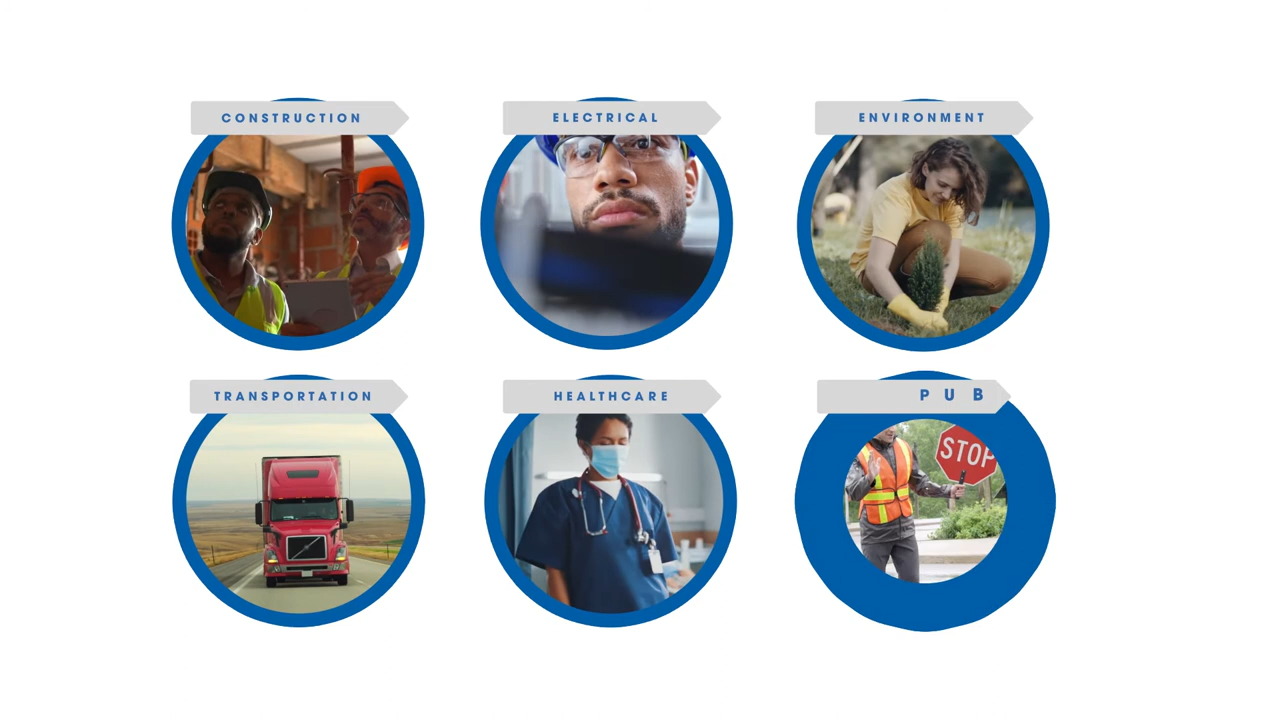 CONSTRUCTION
ELECTRICAL
ENVIRONMENT
TRANSPORTATION
HEALTHCARE
PUB
STOP